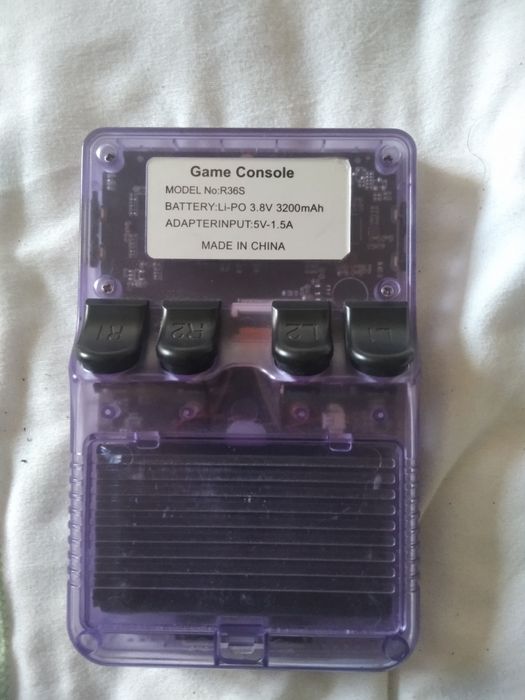 Game Console
MODEL No:R36S
BATTERY:Li-PO 3.8V 3200mAh
ADAPTERINPUT:5V-1.5A
MADE IN CHINA
R1 R2 L2 L1